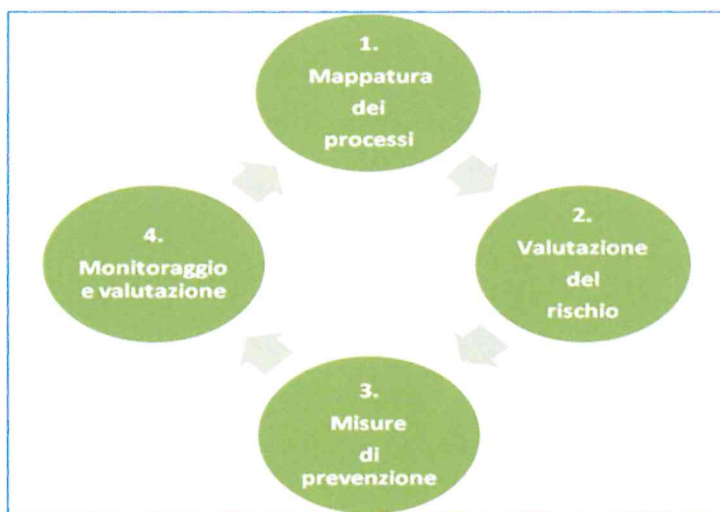 1.
Mappatura
dei
processi
2.
Valutazione
del
rischio
3.
Misure
di
prevenzione
4.
Monitoraggio
e valutazione